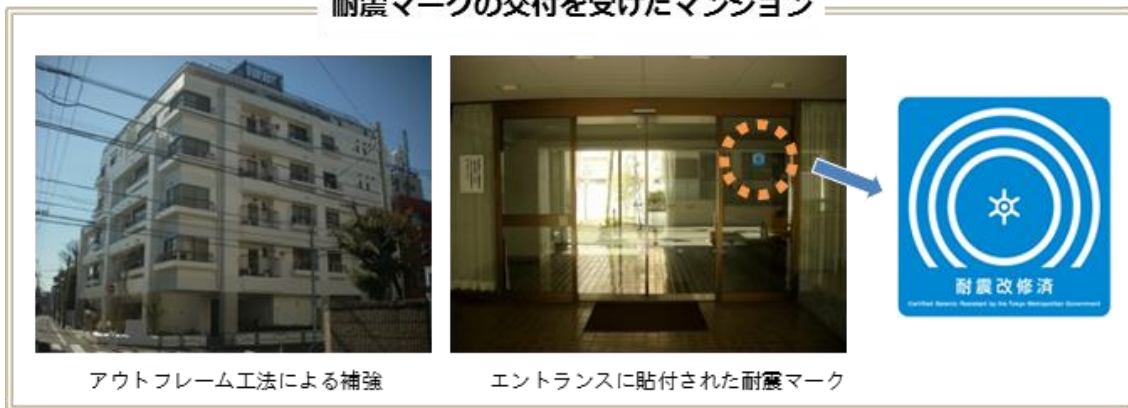 耐震マークの交付を受けたマンション
耐震改修済
Certified Seismic Resistant by the Tokyo Metropolitan Government
アウトフレーム工法による補強
エントランスに貼付された耐震マーク